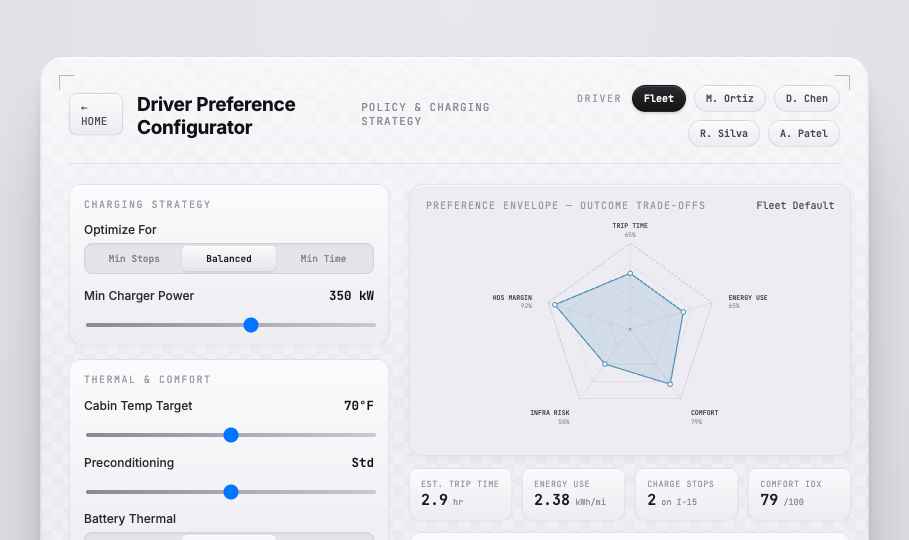 ←
HOME
Driver Preference
Configurator
POLICY & CHARGING
STRATEGY
DRIVER
Fleet
M. Ortiz
D. Chen
R. Silva
A. Patel
CHARGING STRATEGY
Optimize For
Min Stops
Balanced
Min Time
Min Charger Power
350 kW
THERMAL & COMFORT
Cabin Temp Target
70°F
Preconditioning
Std
Battery Thermal
PREFERENCE ENVELOPE — OUTCOME TRADE-OFFS
Fleet Default
TRIP TIME
65%
HOS MARGIN
92%
ENERGY USE
65%
INFRA RISK
50%
COMFORT
79%
EST. TRIP TIME
2.9 hr
ENERGY USE
2.38 kWh/mi
CHARGE STOPS
2 on I-15
COMFORT IDX
79 /100